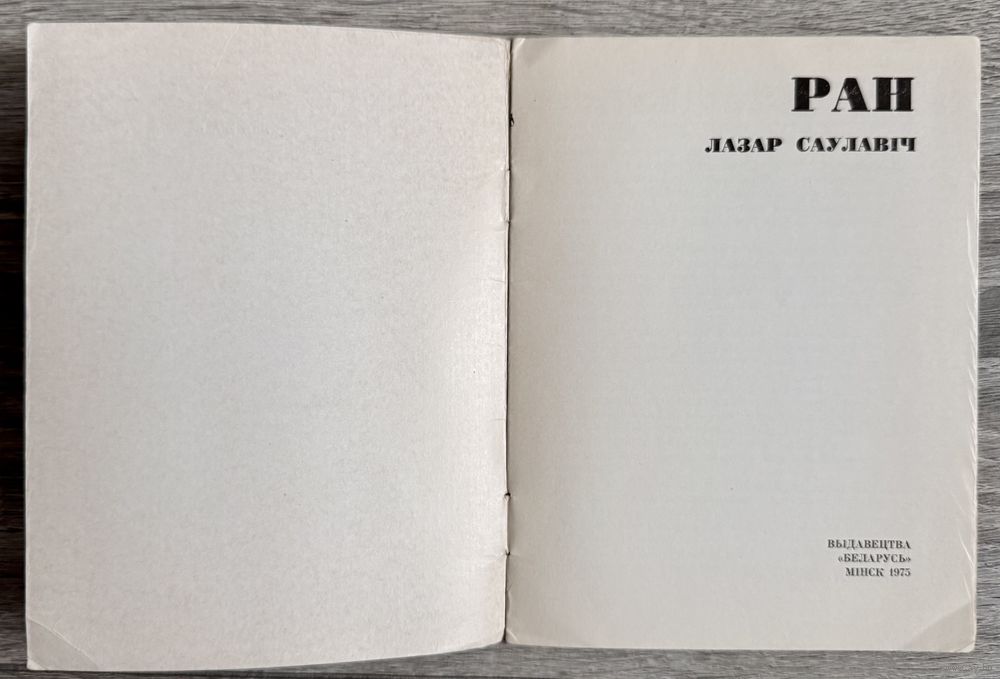 РАН
ЛАЗАР САУЛАВІЧ
ВЫДАВЕЦТВА
«БЕЛАРУСЬ»
МІНСК 1975